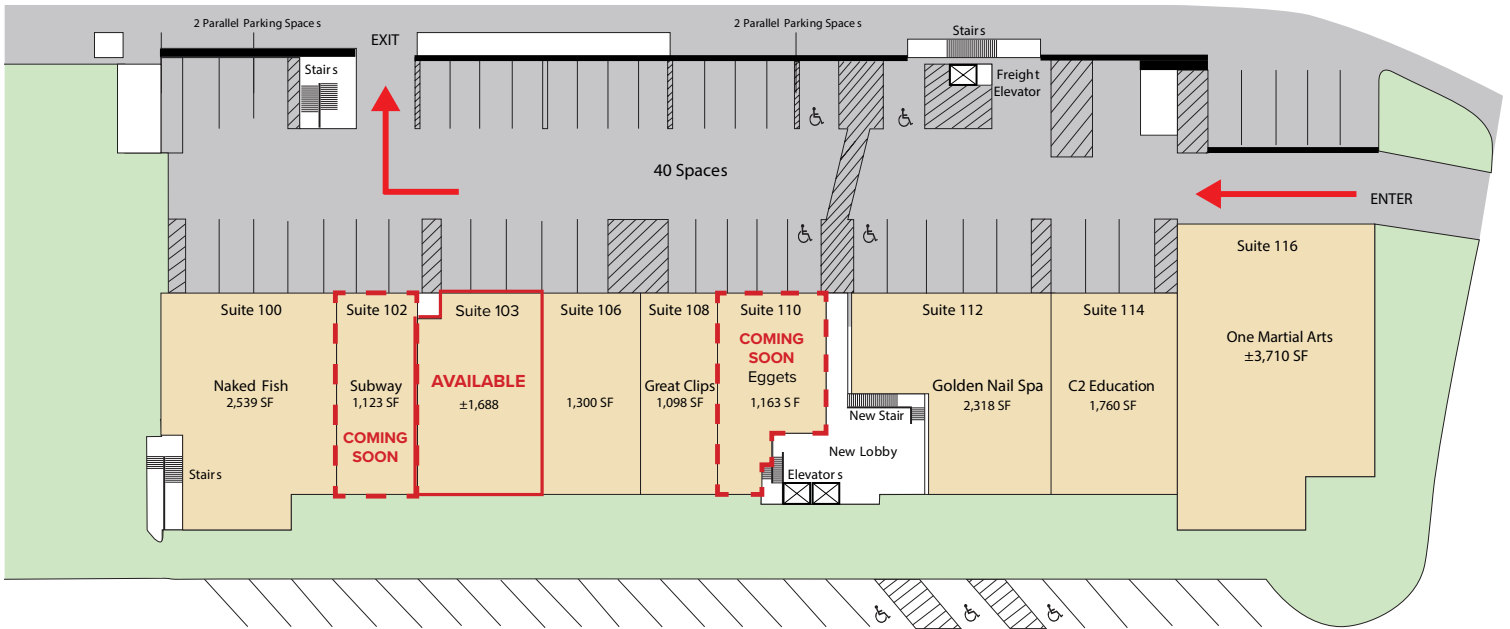 2 Parallel Parking Spaces
2 Parallel Parking Spaces
EXIT
Stairs
Stairs
Freight
Elevator
40 Spaces
ENTER
Suite 100
Naked Fish
2,539 SF
Stairs
Suite 102
Subway
1,123 SF
COMING
SOON
Suite 103
AVAILABLE
±1,688
Suite 106
1,300 SF
Suite 108
Great Clips
1,098 SF
Suite 110
COMING
SOON
Eggets
1,163 SF
New Stair
New Lobby
Elevators
Suite 112
Golden Nail Spa
2,318 SF
Suite 114
C2 Education
1,760 SF
Suite 116
One Martial Arts
±3,710 SF